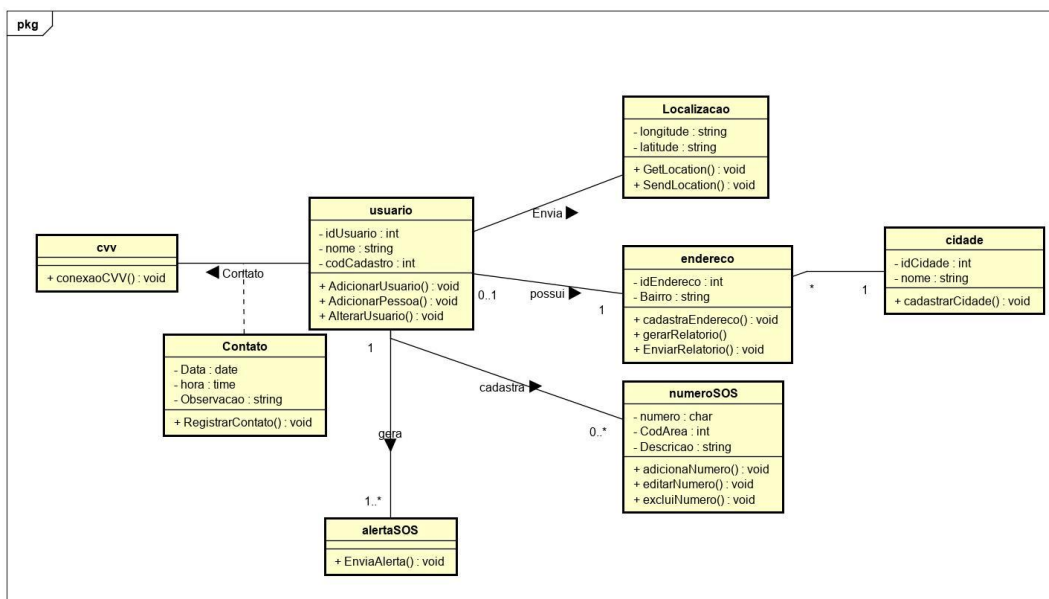 pkg
Localizacao
- longitude : string
- latitude : string
+ GetLocation() : void
+ SendLocation() : void
Envia
usuario
- idUsuario : int
- nome : string
- codCadastro : int
+ AdicionarUsuario() : void
+ AdicionarPessoa() : void
+ AlterarUsuario() : void
cvv
+ conexaoCVV() : void
Contato
endereco
- idEndereco : int
- Bairro : string
+ cadastraEndereco() : void
+ gerarRelatorio()
+ EnviarRelatorio() : void
cidade
- idCidade : int
- nome : string
+ cadastrarCidade() : void
0..1
possui
1
*
1
Contato
- Data : date
- hora : time
- Observacao : string
+ RegistrarContato() : void
1
cadastra
0..*
numeroSOS
- numero : char
- CodArea : int
- Descricao : string
+ adicionaNumero() : void
+ editarNumero() : void
+ excluiNumero() : void
gera
1..*
alertaSOS
+ EnviaAlerta() : void